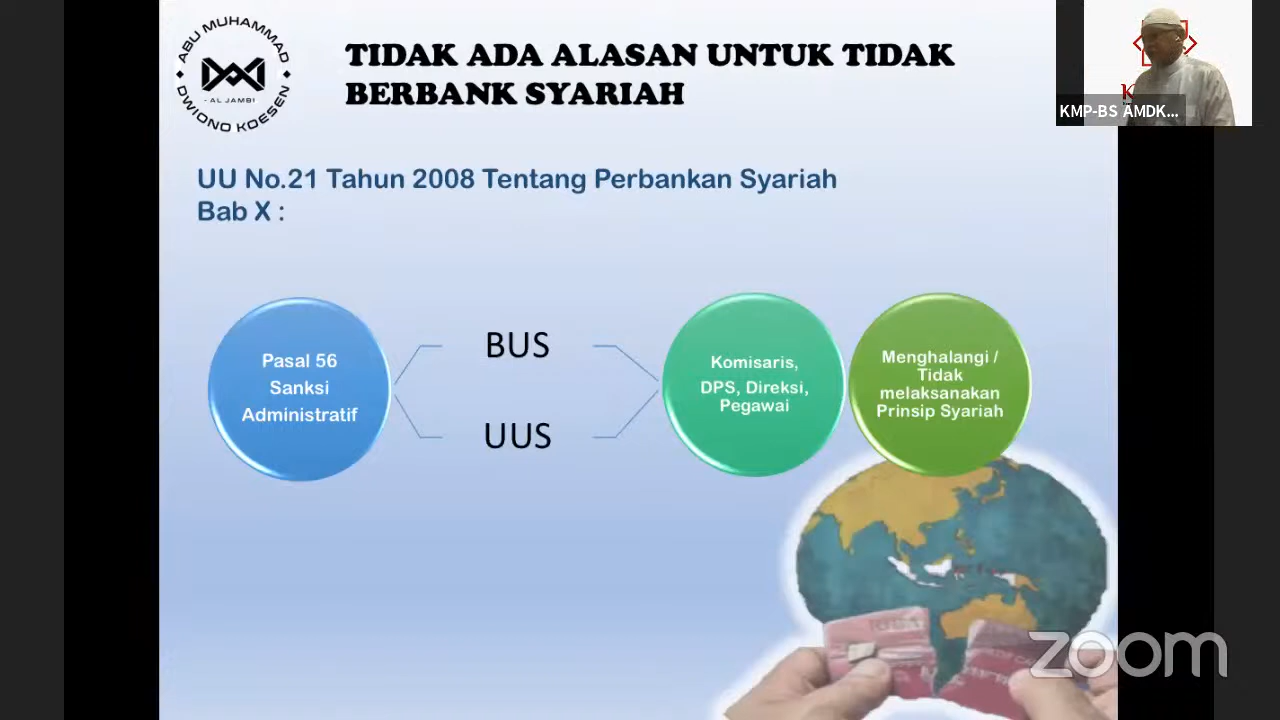 ABU MUHAMMAD
- AL JAMBI -
DWIONO KOESEN
TIDAK ADA ALASAN UNTUK TIDAK
BERBANK SYARIAH
KMP-BS AMDK...
UU No.21 Tahun 2008 Tentang Perbankan Syariah
Bab X :
Pasal 56
Sanksi
Administratif
BUS
UUS
Komisaris,
DPS, Direksi,
Pegawai
Menghalangi /
Tidak
melaksanakan
Prinsip Syariah
zoom